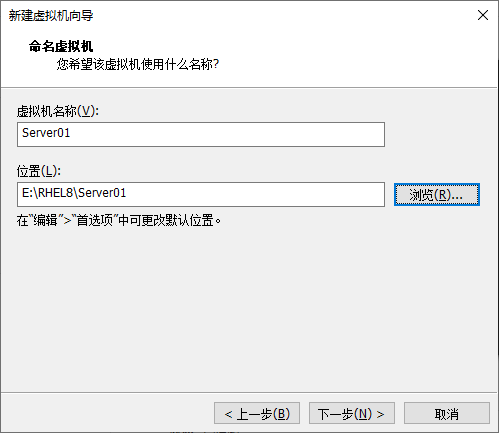 新建虚拟机向导
命名虚拟机
您希望该虚拟机使用什么名称?
虚拟机名称(V):
Server01
位置(L):
E:\RHEL8\Server01
浏览(R)...
在“编辑”>“首选项”中可更改默认位置。
< 上一步(B)
下一步(N) >
取消